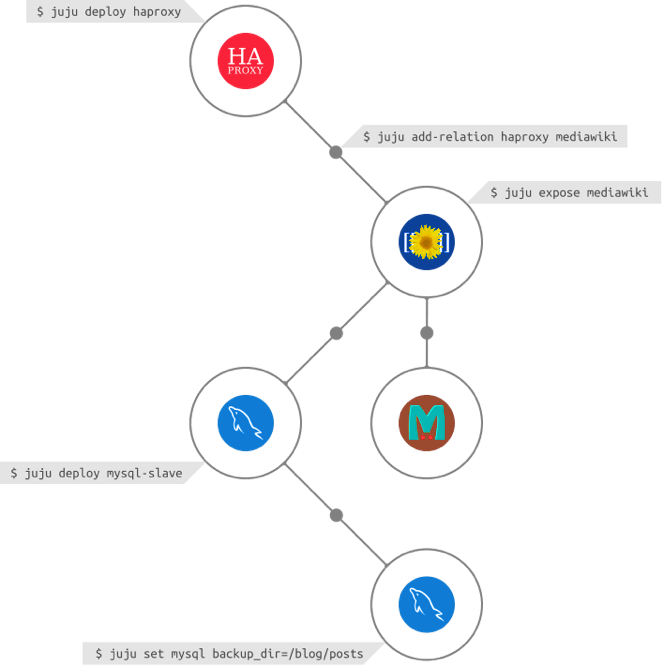 $ juju deploy haproxy
HA
PROXY
$ juju add-relation haproxy mediawiki
$ juju expose mediawiki
[[ ]]
M
$ juju deploy mysql-slave
$ juju set mysql backup_dir=/blog/posts